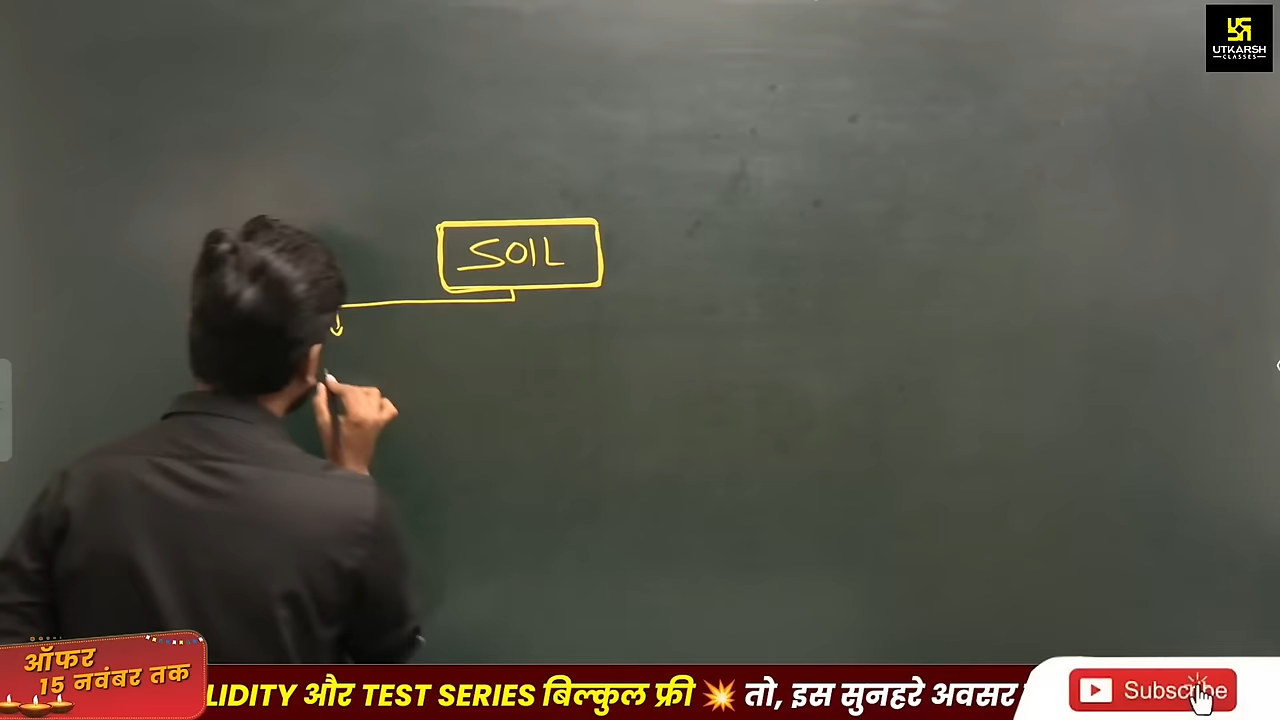 UTKARSH
CLASSES
SOIL
ऑफर
15 नवंबर तक
LIDITY और TEST SERIES बिल्कुल फ्री 💥 तो, इस सुनहरे अवसर
Subscribe